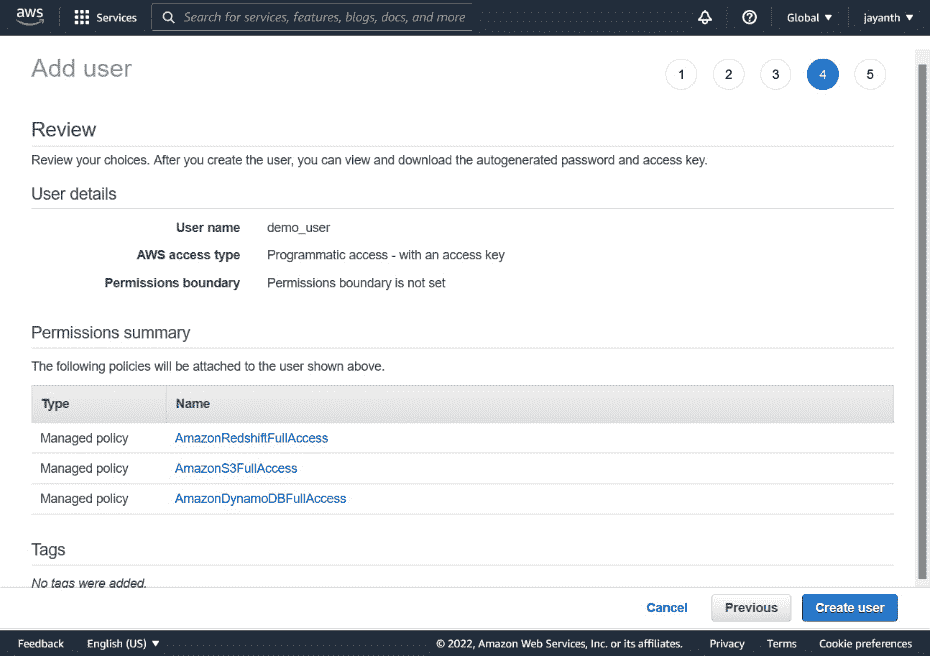 aws Services Search for services, features, blogs, docs, and more Global ▼ jayanth ▼
Add user 1 2 3 4 5
Review
Review your choices. After you create the user, you can view and download the autogenerated password and access key.
User details
User name demo_user
AWS access type Programmatic access - with an access key
Permissions boundary Permissions boundary is not set
Permissions summary
The following policies will be attached to the user shown above.
Type Name
Managed policy AmazonRedshiftFullAccess
Managed policy AmazonS3FullAccess
Managed policy AmazonDynamoDBFullAccess
Tags
No tags were added.
Cancel Previous Create user
Feedback English (US) ▼ © 2022, Amazon Web Services, Inc. or its affiliates. Privacy Terms Cookie preferences